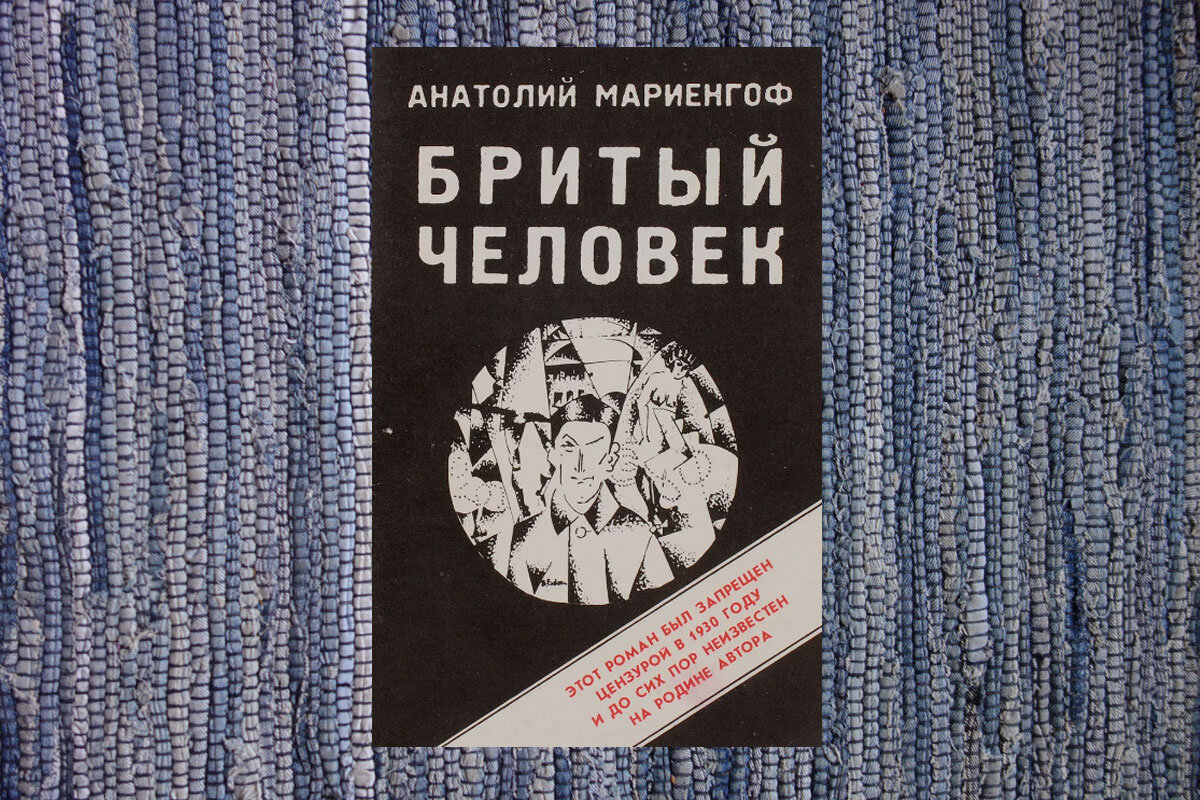 АНАТОЛИЙ МАРИЕНГОФ
БРИТЫЙ
ЧЕЛОВЕК
ЭТОТ РОМАН БЫЛ ЗАПРЕЩЕН
ЦЕНЗУРОЙ В 1930 ГОДУ
И ДО СИХ ПОР НЕИЗВЕСТЕН
НА РОДИНЕ АВТОРА